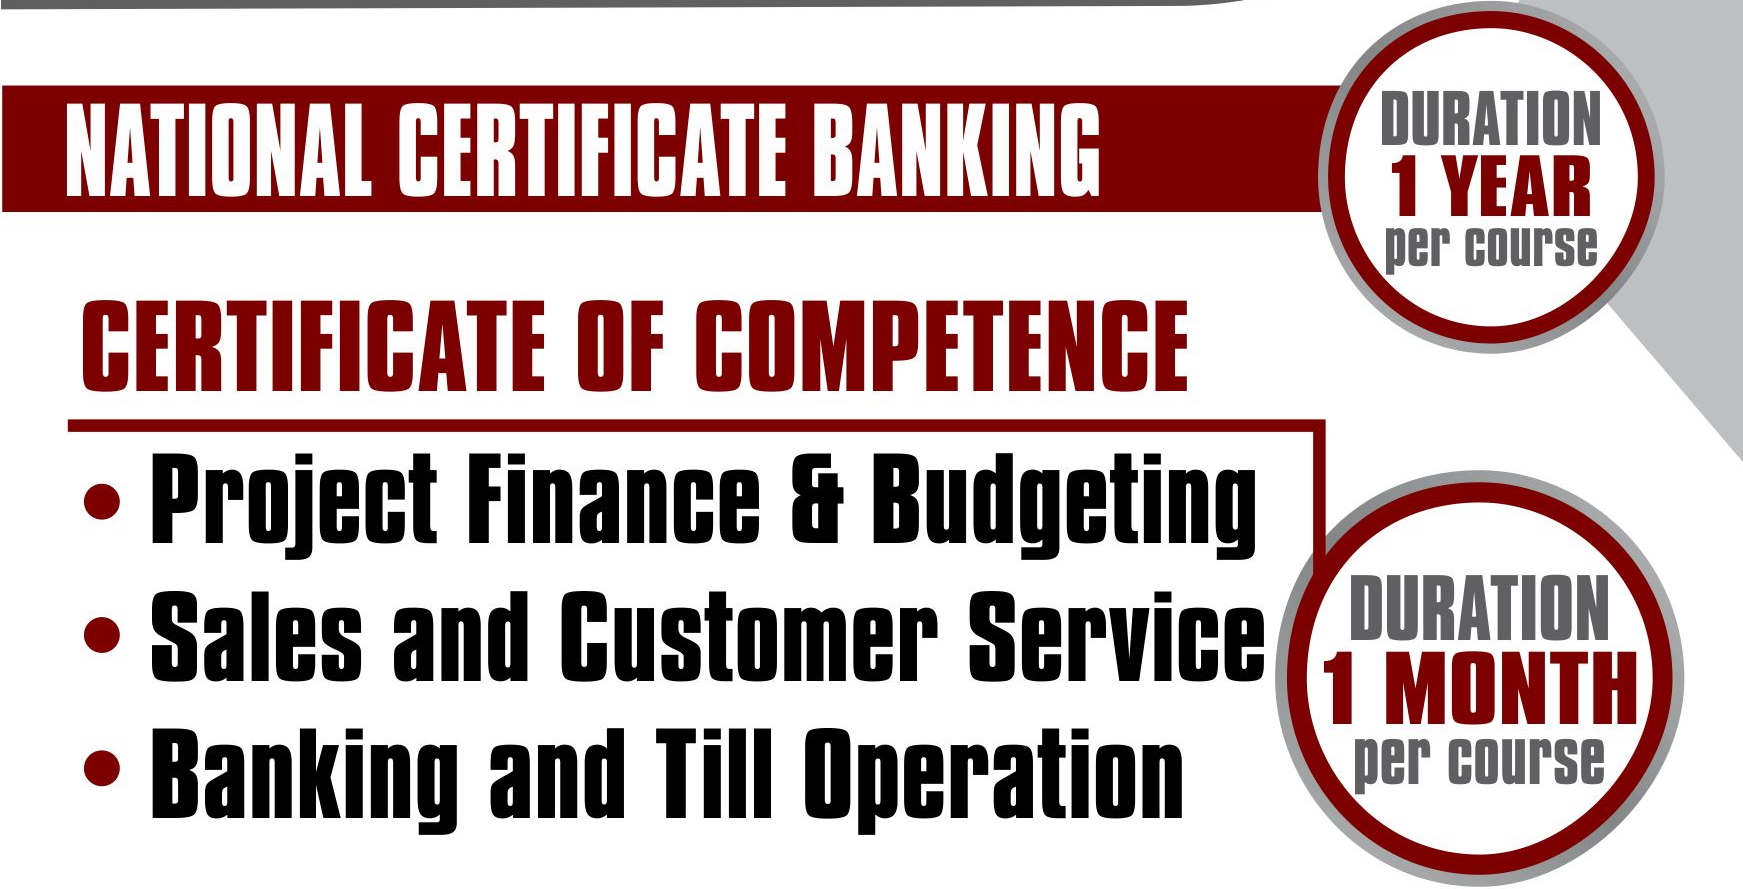 NATIONAL CERTIFICATE BANKING
DURATION
1 YEAR
per course
CERTIFICATE OF COMPETENCE
• Project Finance & Budgeting
• Sales and Customer Service
• Banking and Till Operation
DURATION
1 MONTH
per course